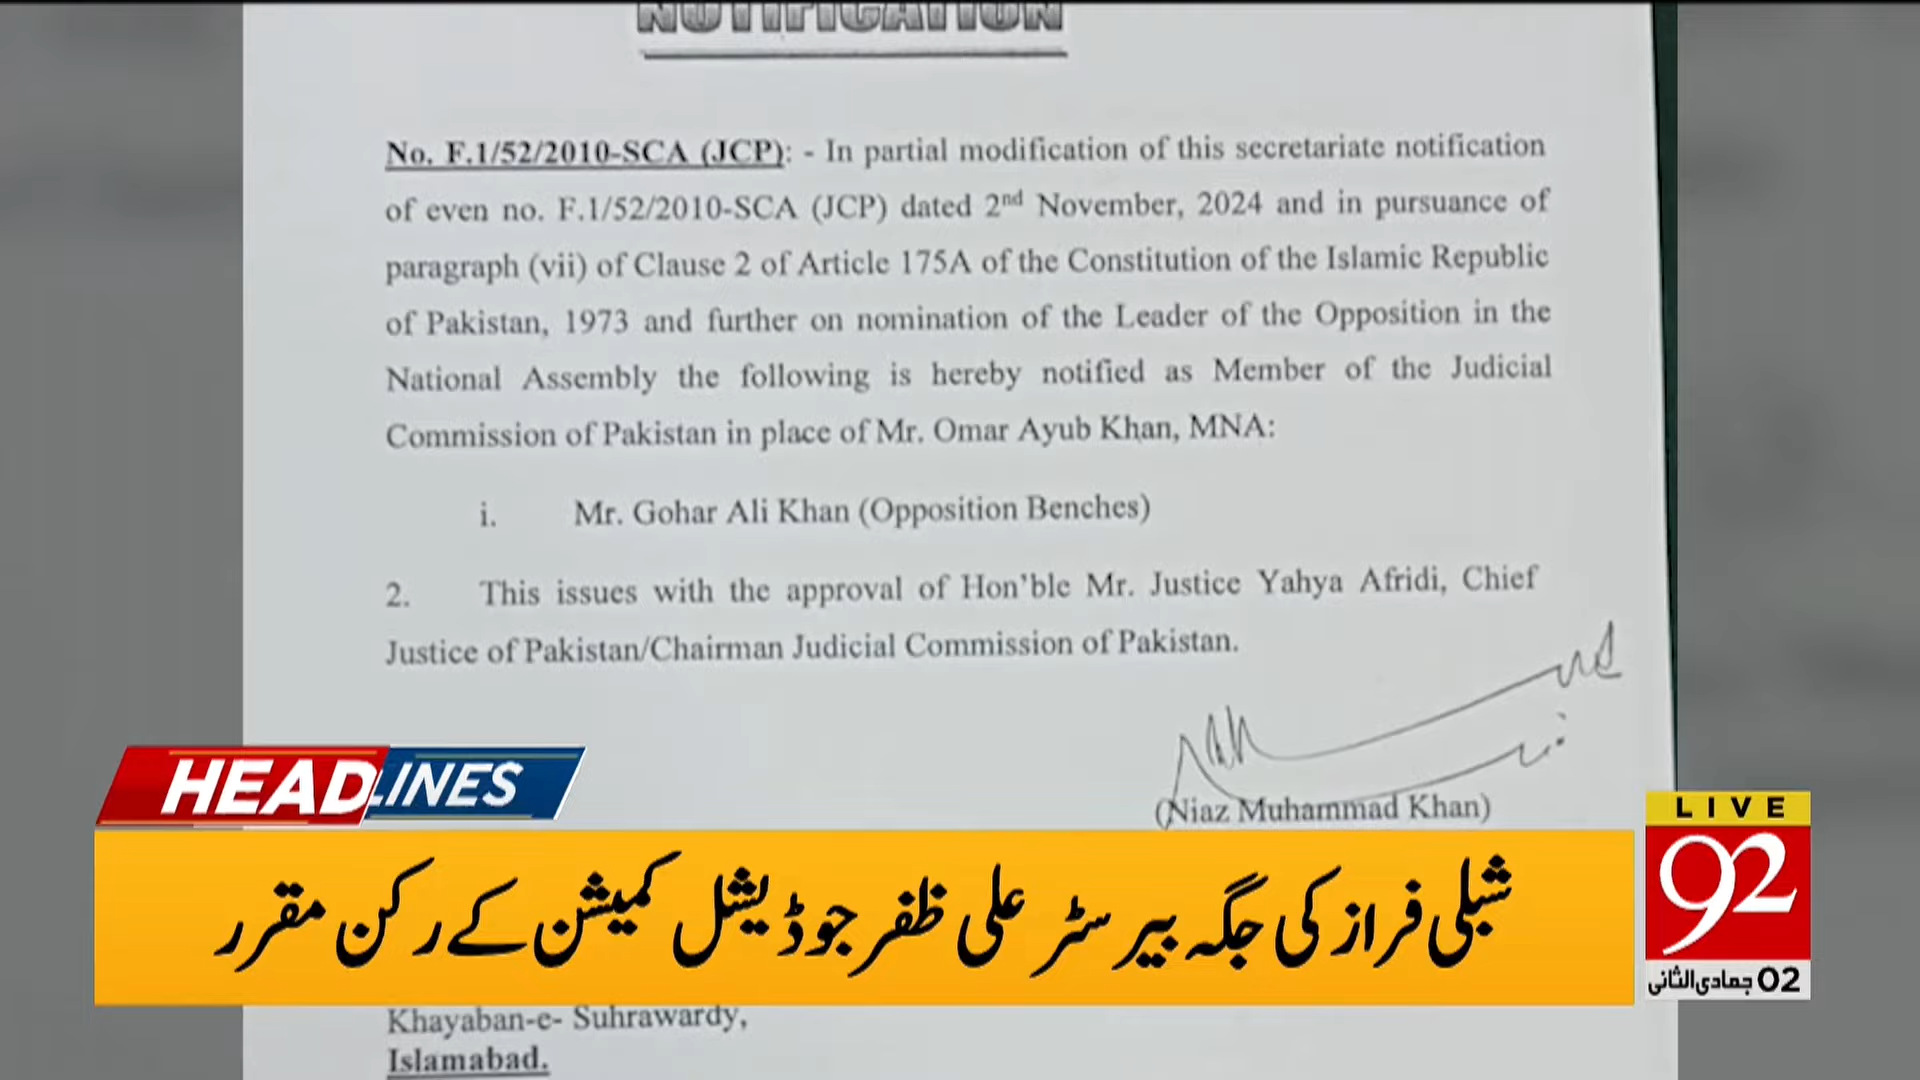 NOTIFICATION
No. F.1/52/2010-SCA (JCP): - In partial modification of this secretariate notification
of even no. F.1/52/2010-SCA (JCP) dated 2nd November, 2024 and in pursuance of
paragraph (vii) of Clause 2 of Article 175A of the Constitution of the Islamic Republic
of Pakistan, 1973 and further on nomination of the Leader of the Opposition in the
National Assembly the following is hereby notified as Member of the Judicial
Commission of Pakistan in place of Mr. Omar Ayub Khan, MNA:
i. Mr. Gohar Ali Khan (Opposition Benches)
2. This issues with the approval of Hon'ble Mr. Justice Yahya Afridi, Chief
Justice of Pakistan/Chairman Judicial Commission of Pakistan.
(Niaz Muhammad Khan)
HEADLINES
شبلی فراز کی جگہ بیرسٹر علی ظفر جوڈیشل کمیشن کے رکن مقرر
LIVE
92
02 جمادی الثانی
Khayaban-e- Suhrawardy,
Islamabad.